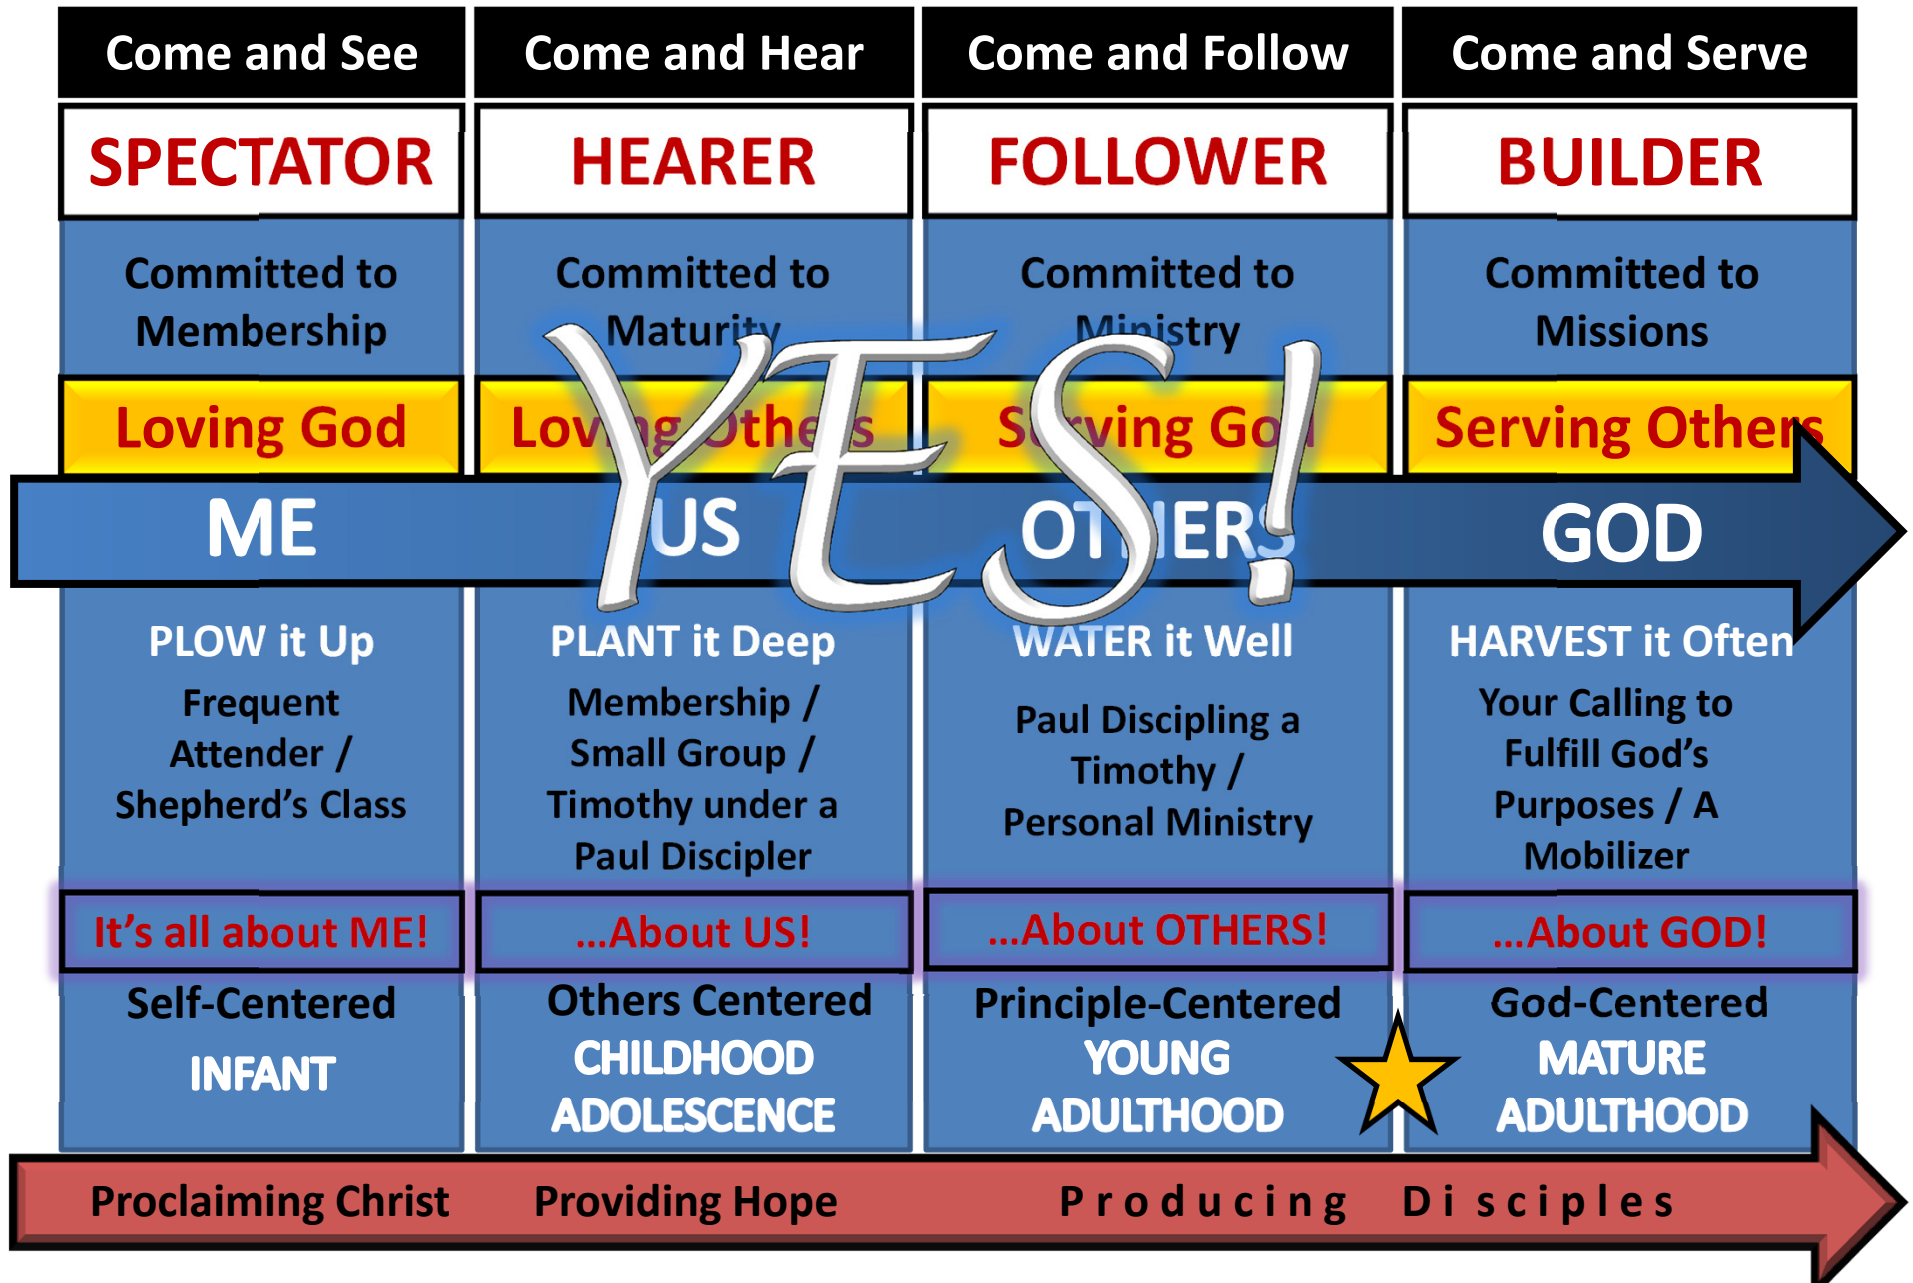 Come and See
Come and Hear
Come and Follow
Come and Serve
SPECTATOR
HEARER
FOLLOWER
BUILDER
Committed to
Membership
Committed to
Maturity
Committed to
Ministry
Committed to
Missions
Loving God
Loving Others
Serving God
Serving Others
YES!
ME
US
OTHERS
GOD
PLOW it Up
PLANT it Deep
WATER it Well
HARVEST it Often
Frequent
Attender /
Shepherd's Class
Membership /
Small Group /
Timothy under a
Paul Discipler
Paul Discipling a
Timothy /
Personal Ministry
Your Calling to
Fulfill God's
Purposes / A
Mobilizer
It's all about ME!
...About US!
...About OTHERS!
...About GOD!
Self-Centered
INFANT
Others Centered
CHILDHOOD
ADOLESCENCE
Principle-Centered
YOUNG
ADULTHOOD
God-Centered
MATURE
ADULTHOOD
Proclaiming Christ
Providing Hope
Producing Disciples